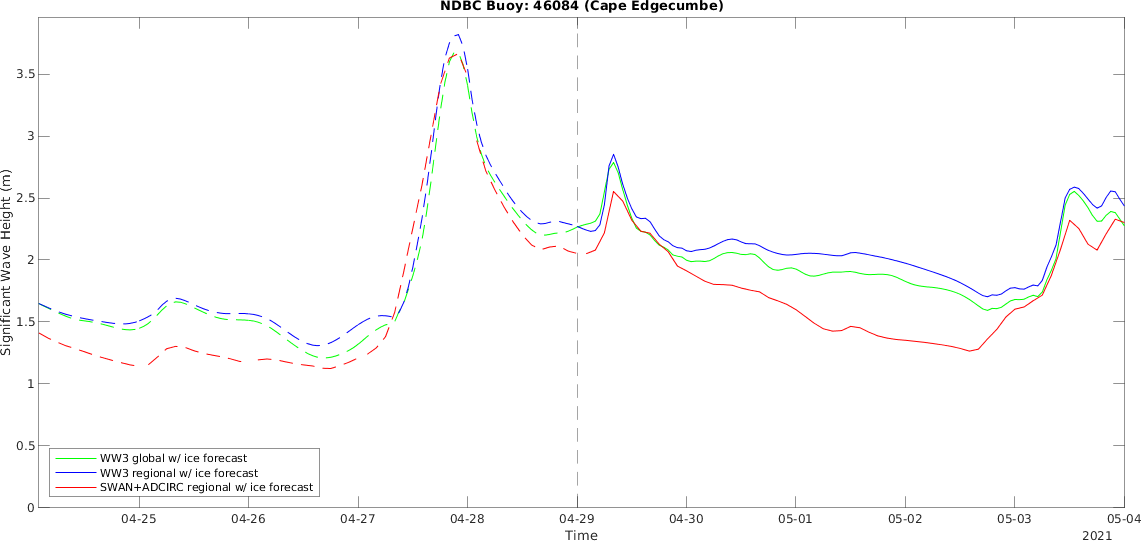 NDBC Buoy: 46084 (Cape Edgecumbe)
Significant Wave Height (m)
3.5
3
2.5
2
1.5
1
0.5
0
WW3 global w/ ice forecast
WW3 regional w/ ice forecast
SWAN+ADCIRC regional w/ ice forecast
04-25 04-26 04-27 04-28 04-29 04-30 05-01 05-02 05-03 05-04
Time
2021